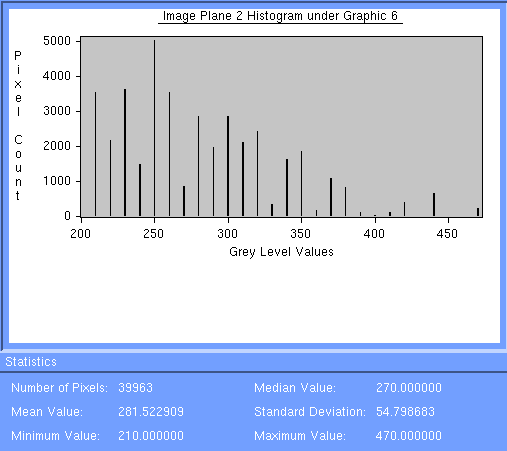 Image Plane 2 Histogram under Graphic 6
Pixel Count
5000
4000
3000
2000
1000
0
200 250 300 350 400 450
Grey Level Values
Statistics
Number of Pixels: 39963 Median Value: 270.000000
Mean Value: 281.522909 Standard Deviation: 54.798683
Minimum Value: 210.000000 Maximum Value: 470.000000